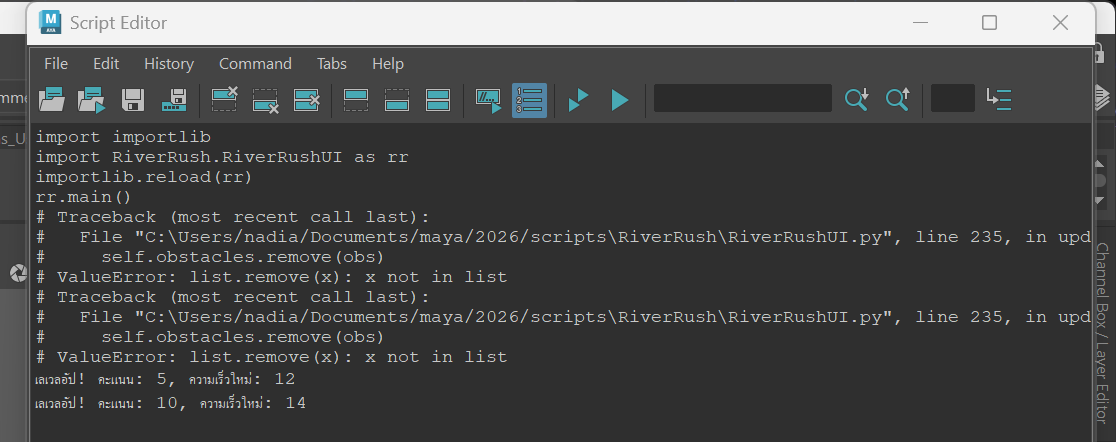 Script Editor
File Edit History Command Tabs Help
import importlib
import RiverRush.RiverRushUI as rr
importlib.reload(rr)
rr.main()
# Traceback (most recent call last):
#   File "C:\Users/nadia/Documents/maya/2026/scripts\RiverRush\RiverRushUI.py", line 235, in upd
#     self.obstacles.remove(obs)
# ValueError: list.remove(x): x not in list
# Traceback (most recent call last):
#   File "C:\Users/nadia/Documents/maya/2026/scripts\RiverRush\RiverRushUI.py", line 235, in upd
#     self.obstacles.remove(obs)
# ValueError: list.remove(x): x not in list
เลเวลอัป! คะแนน: 5, ความเร็วใหม่: 12
เลเวลอัป! คะแนน: 10, ความเร็วใหม่: 14
Channel Box / Layer Editor